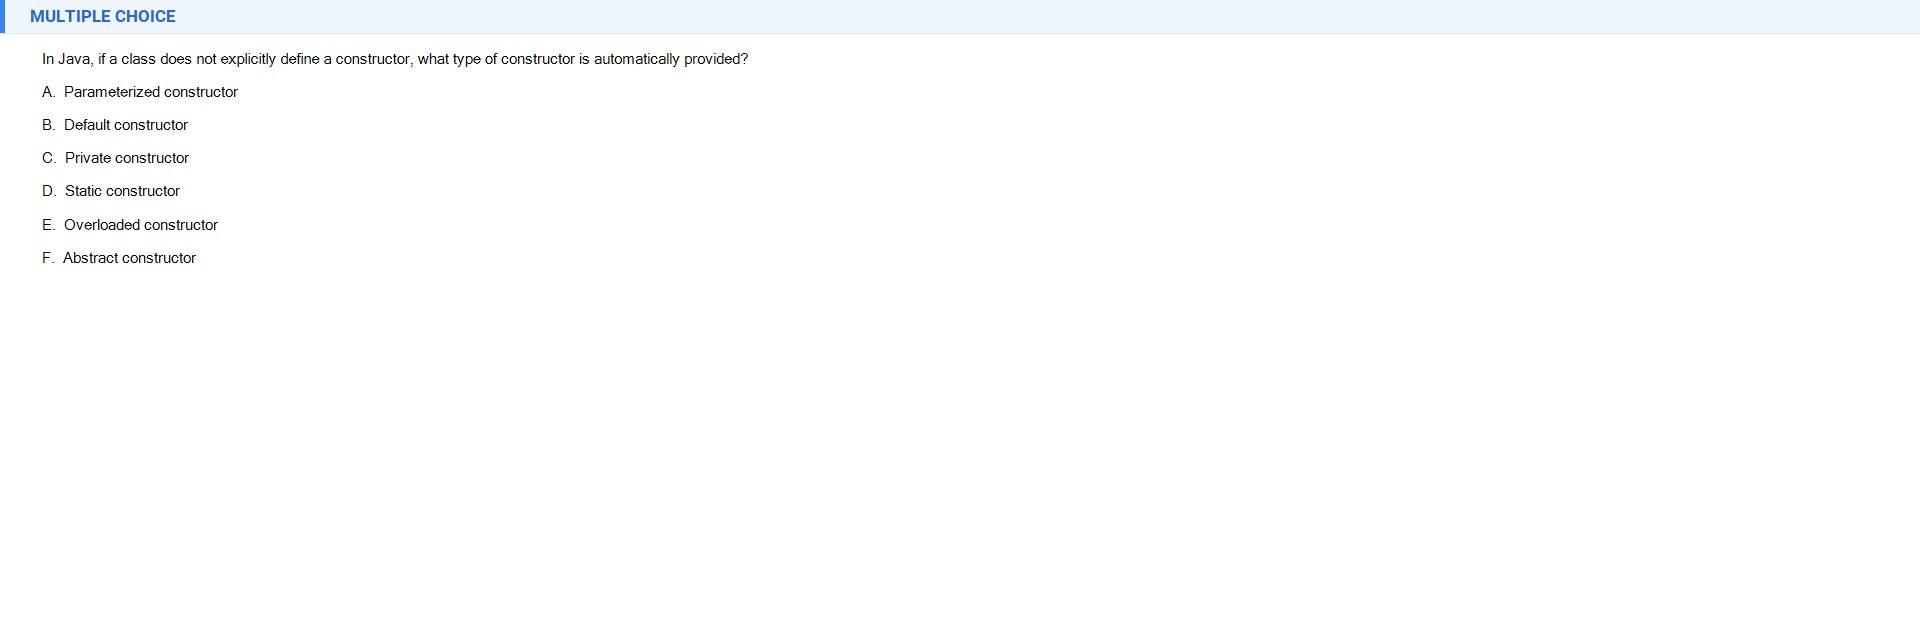 MULTIPLE CHOICE
In Java, if a class does not explicitly define a constructor, what type of constructor is automatically provided?
A. Parameterized constructor
B. Default constructor
C. Private constructor
D. Static constructor
E. Overloaded constructor
F. Abstract constructor